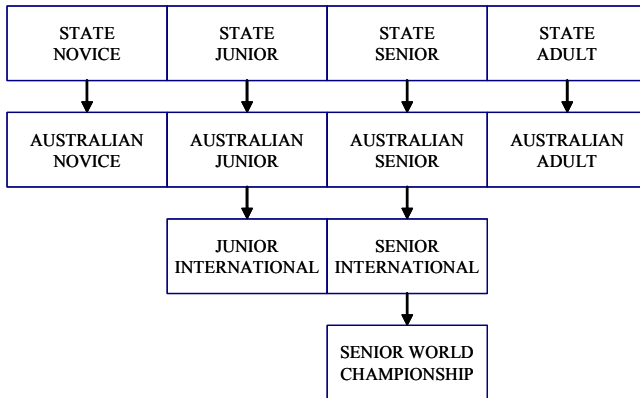 STATE
NOVICE
STATE
JUNIOR
STATE
SENIOR
STATE
ADULT
AUSTRALIAN
NOVICE
AUSTRALIAN
JUNIOR
AUSTRALIAN
SENIOR
AUSTRALIAN
ADULT
JUNIOR
INTERNATIONAL
SENIOR
INTERNATIONAL
SENIOR WORLD
CHAMPIONSHIP